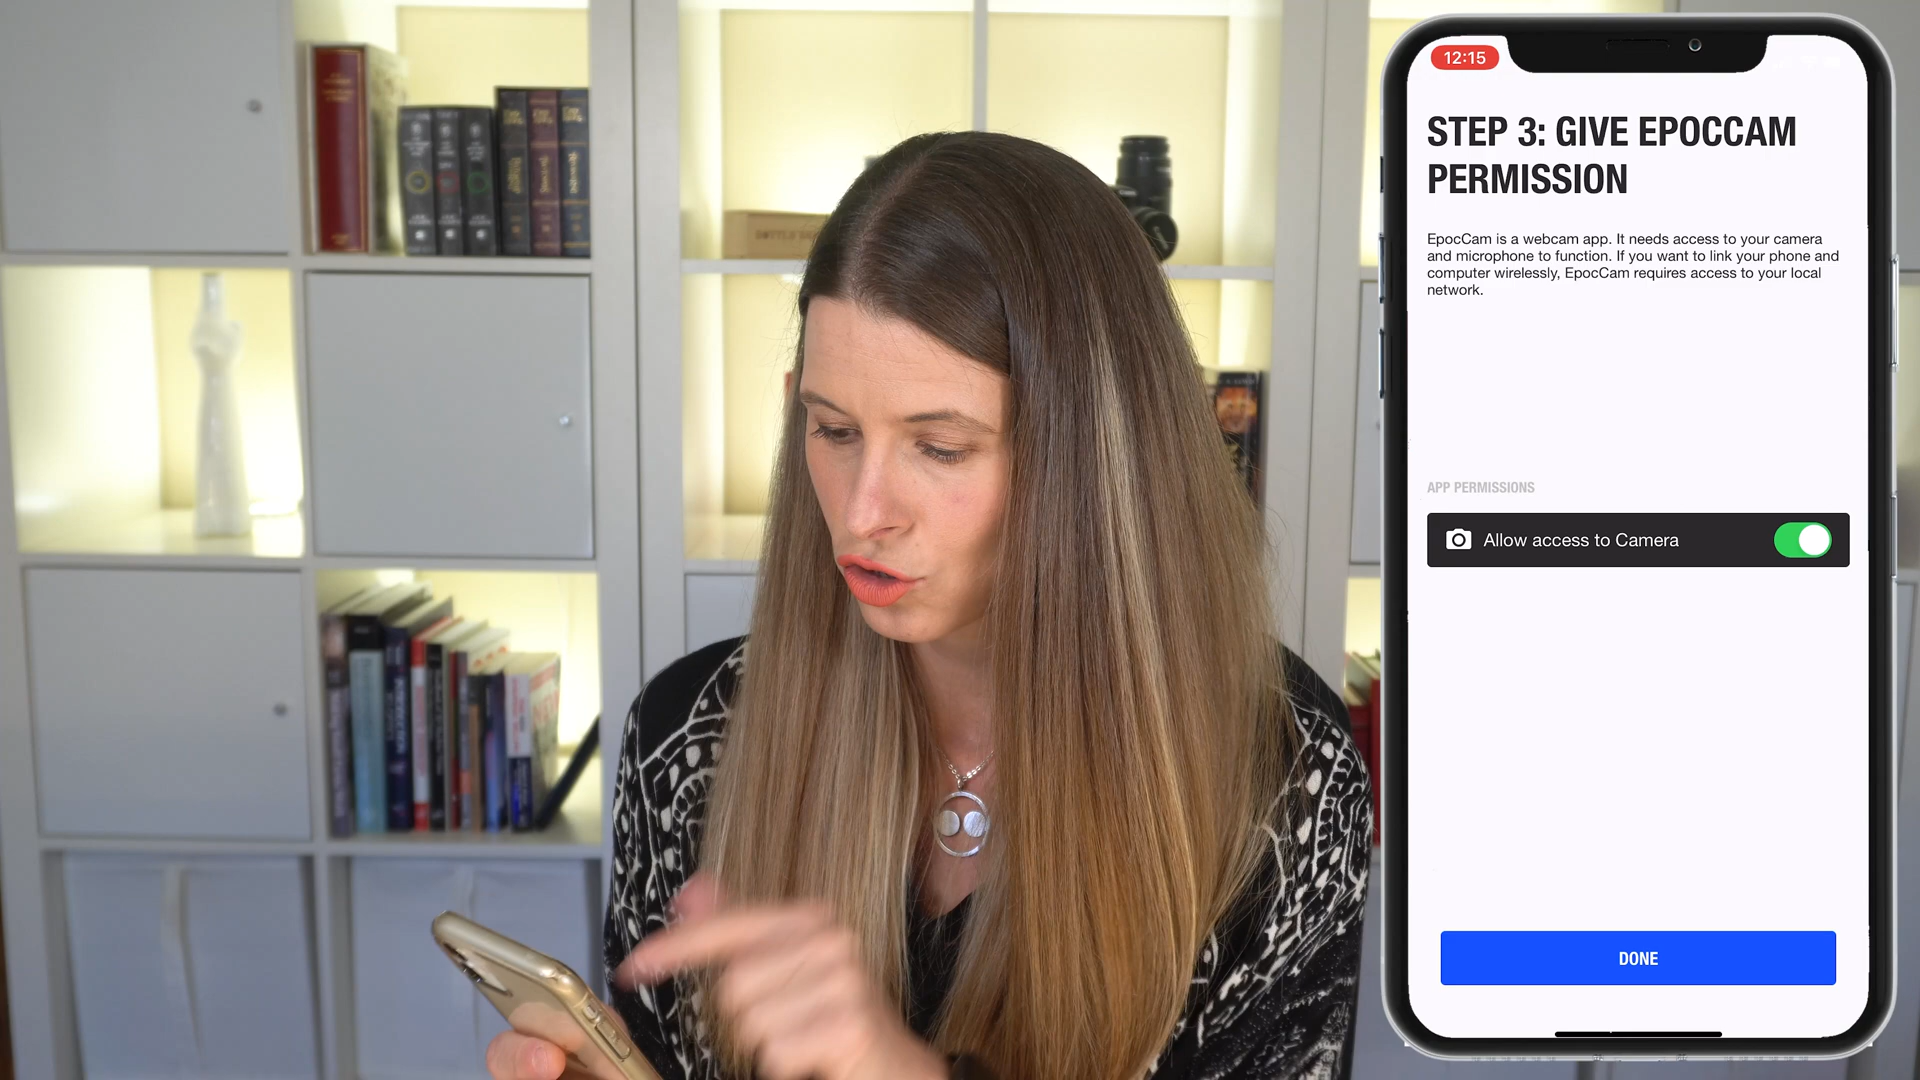 12:15
STEP 3: GIVE EPOCCAM
PERMISSION
EpocCam is a webcam app. It needs access to your camera
and microphone to function. If you want to link your phone and
computer wirelessly, EpocCam requires access to your local
network.
APP PERMISSIONS
Allow access to Camera
DONE